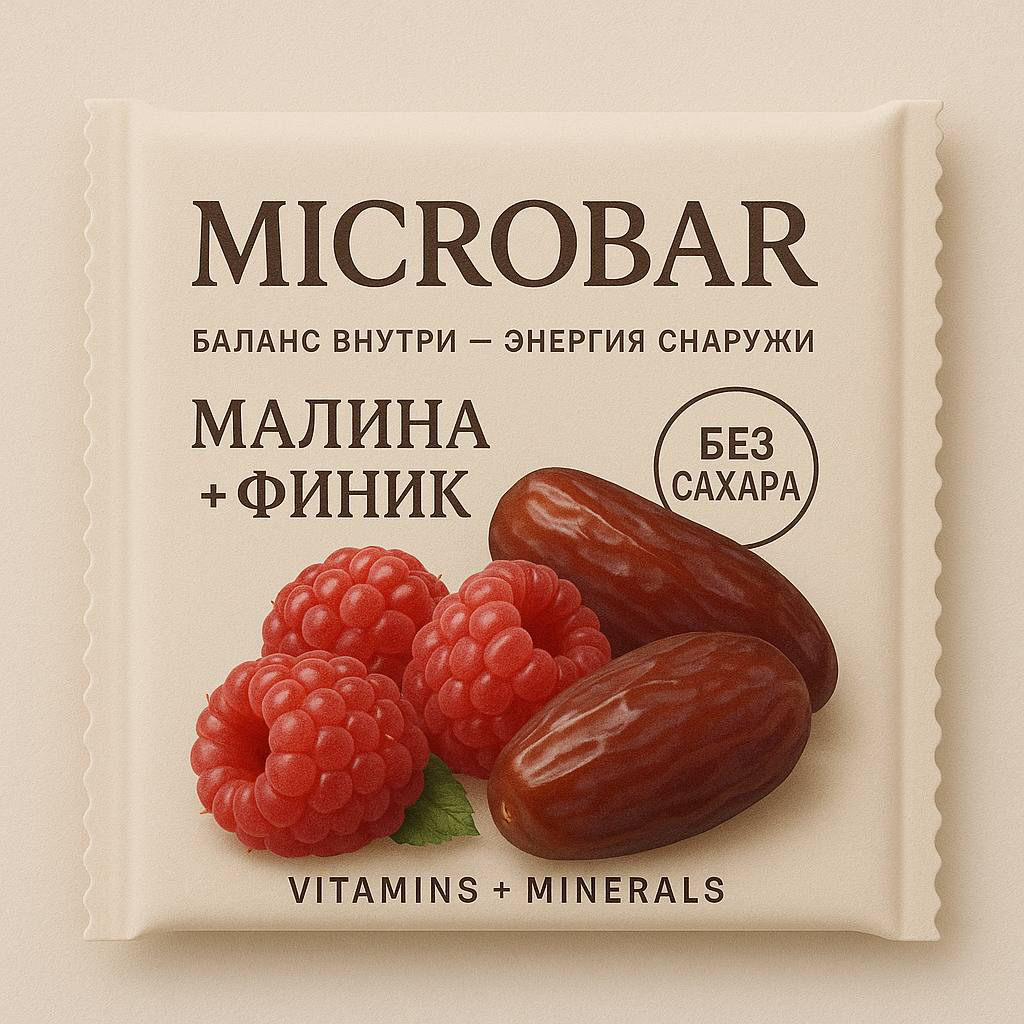 MICROBAR
БАЛАНС ВНУТРИ — ЭНЕРГИЯ СНАРУЖИ
МАЛИНА
+ ФИНИК
БЕЗ
САХАРА
VITAMINS + MINERALS